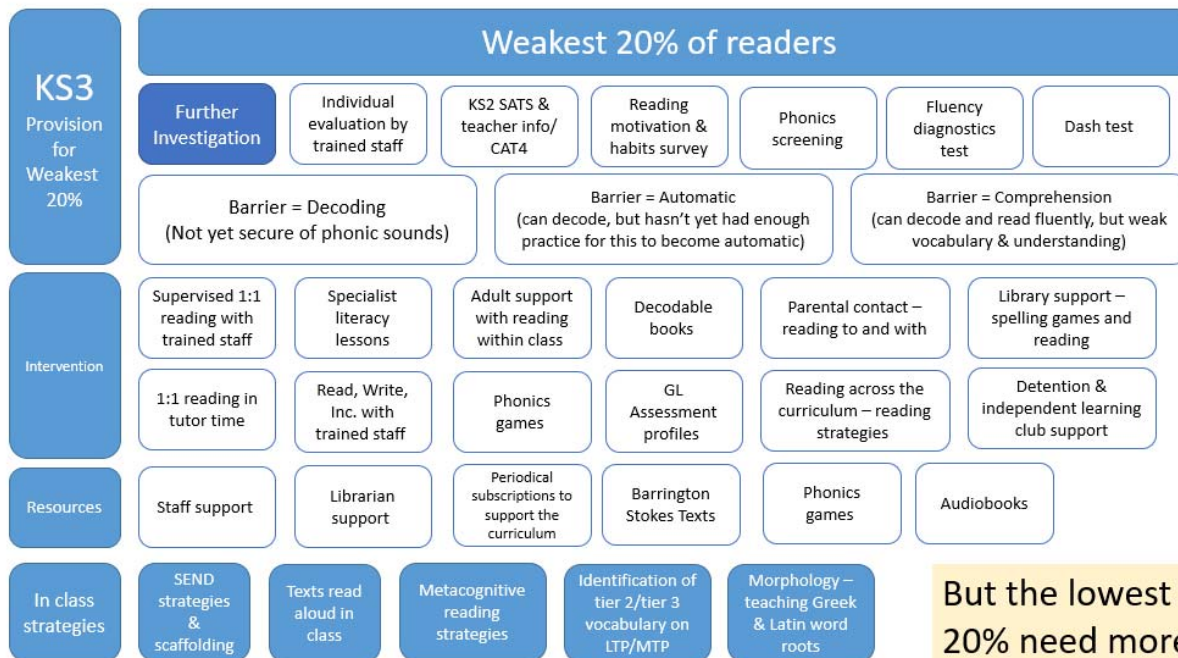 KS3
Provision
for
Weakest
20%
Weakest 20% of readers
Further
Investigation
Individual
evaluation by
trained staff
KS2 SATS &
teacher info/
CAT4
Reading
motivation &
habits survey
Phonics
screening
Fluency
diagnostics
test
Dash test
Barrier = Decoding
(Not yet secure of phonic sounds)
Barrier = Automatic
(can decode, but hasn't yet had enough
practice for this to become automatic)
Barrier = Comprehension
(can decode and read fluently, but weak
vocabulary & understanding)
Intervention
Supervised 1:1
reading with
trained staff
Specialist
literacy
lessons
Adult support
with reading
within class
Decodable
books
Parental contact –
reading to and with
Library support –
spelling games and
reading
1:1 reading in
tutor time
Read, Write,
Inc. with
trained staff
Phonics
games
GL
Assessment
profiles
Reading across the
curriculum – reading
strategies
Detention &
independent learning
club support
Resources
Staff support
Librarian
support
Periodical
subscriptions to
support the
curriculum
Barrington
Stokes Texts
Phonics
games
Audiobooks
In class
strategies
SEND
strategies
&
scaffolding
Texts read
aloud in
class
Metacognitive
reading
strategies
Identification of
tier 2/tier 3
vocabulary on
LTP/MTP
Morphology –
teaching Greek
& Latin word
roots
But the lowest
20% need more